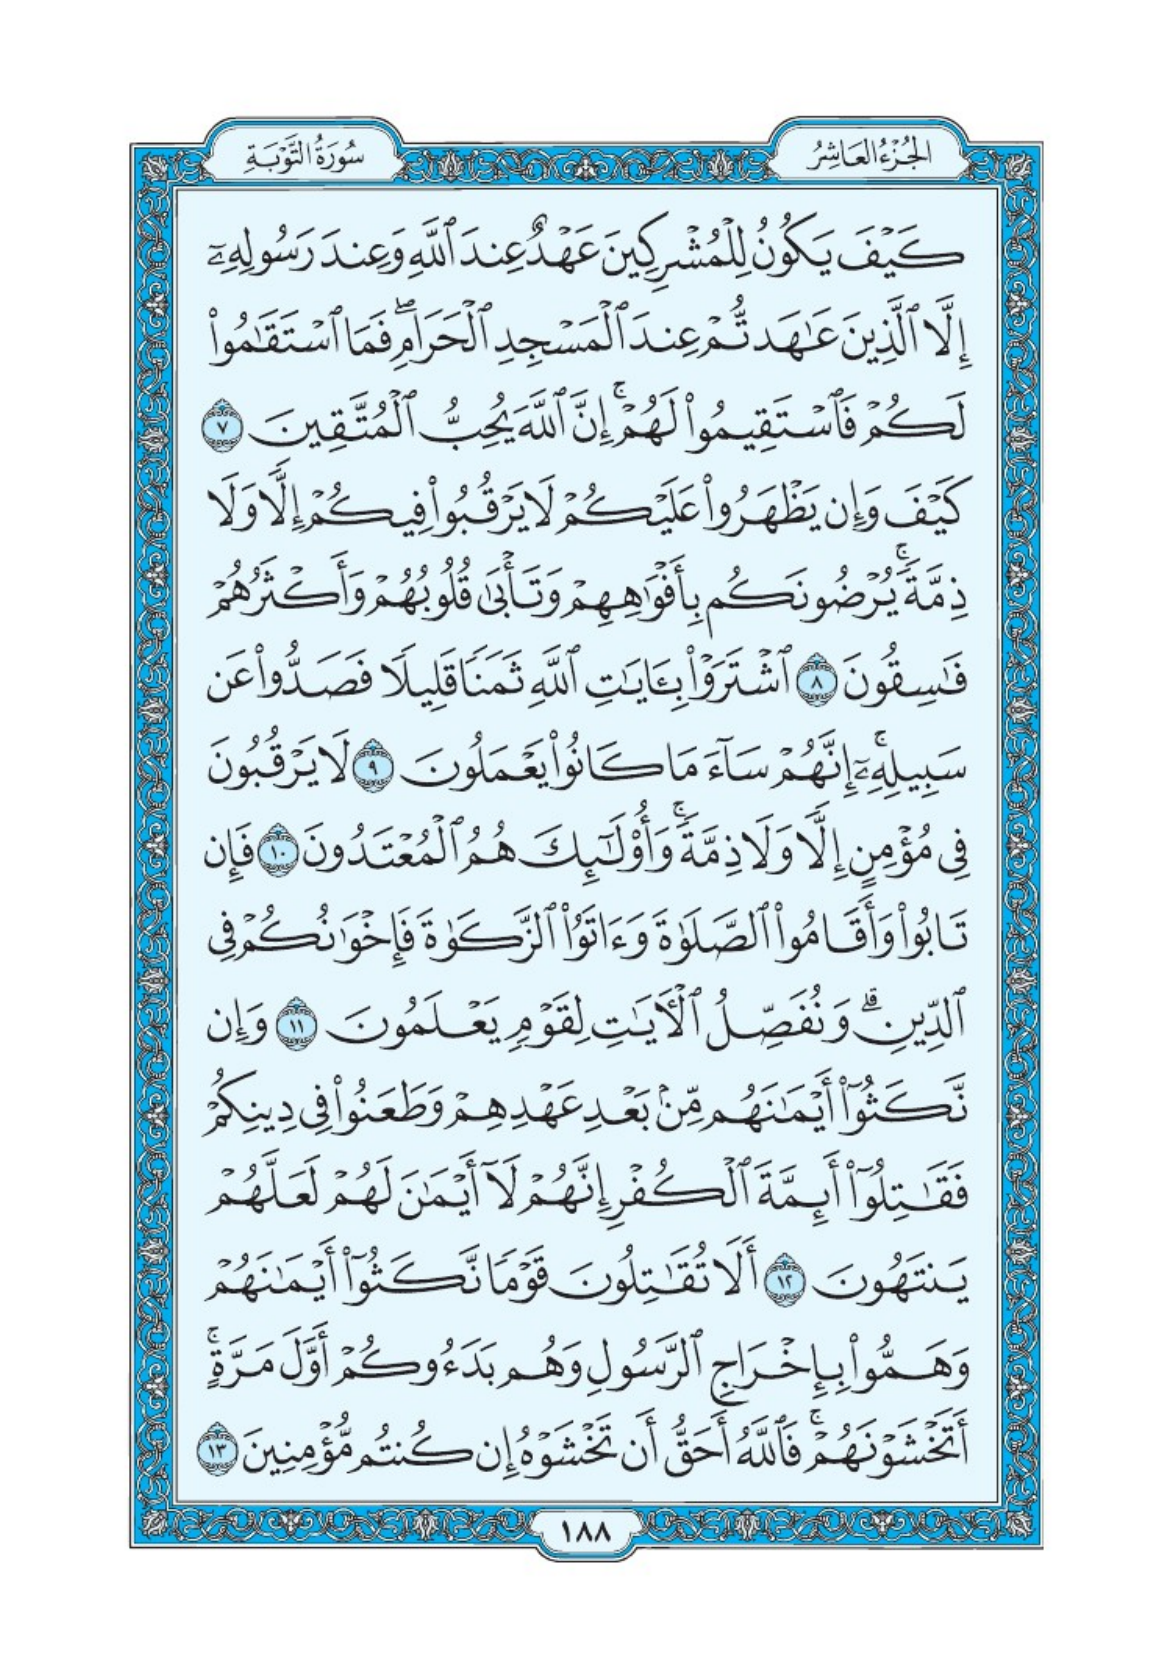 الجُزْءُ العَاشِرُ
سُورَةُ التَّوْبَةِ
كَيْفَ يَكُونُ لِلْمُشْرِكِينَ عَهْدٌ عِندَ ٱللَّهِ وَعِندَ رَسُولِهِۦٓ
إِلَّا ٱلَّذِينَ عَٰهَدتُّمْ عِندَ ٱلْمَسْجِدِ ٱلْحَرَامِۖ فَمَا ٱسْتَقَٰمُوا۟
لَكُمْ فَٱسْتَقِيمُوا۟ لَهُمْۚ إِنَّ ٱللَّهَ يُحِبُّ ٱلْمُتَّقِينَ ٧
كَيْفَ وَإِن يَظْهَرُوا۟ عَلَيْكُمْ لَا يَرْقُبُوا۟ فِيكُمْ إِلًّا وَلَا
ذِمَّةًۚ يُرْضُونَكُم بِأَفْوَٰهِهِمْ وَتَأْبَىٰ قُلُوبُهُمْ وَأَكْثَرُهُمْ
فَٰسِقُونَ ٨ ٱشْتَرَوْا۟ بِـَٔايَٰتِ ٱللَّهِ ثَمَنًا قَلِيلًا فَصَدُّوا۟ عَن
سَبِيلِهِۦٓۚ إِنَّهُمْ سَآءَ مَا كَانُوا۟ يَعْمَلُونَ ٩ لَا يَرْقُبُونَ
فِى مُؤْمِنٍ إِلًّا وَلَا ذِمَّةًۚ وَأُو۟لَٰٓئِكَ هُمُ ٱلْمُعْتَدُونَ ١٠ فَإِن
تَابُوا۟ وَأَقَامُوا۟ ٱلصَّلَوٰةَ وَءَاتَوُا۟ ٱلزَّكَوٰةَ فَإِخْوَٰنُكُمْ فِى
ٱلدِّينِۗ وَنُفَصِّلُ ٱلْـَٔايَٰتِ لِقَوْمٍ يَعْلَمُونَ ١١ وَإِن
نَّكَثُوٓا۟ أَيْمَٰنَهُم مِّنۢ بَعْدِ عَهْدِهِمْ وَطَعَنُوا۟ فِى دِينِكُمْ
فَقَٰتِلُوٓا۟ أَئِمَّةَ ٱلْكُفْرِ إِنَّهُمْ لَآ أَيْمَٰنَ لَهُمْ لَعَلَّهُمْ
يَنتَهُونَ ١٢ أَلَا تُقَٰتِلُونَ قَوْمًا نَّكَثُوٓا۟ أَيْمَٰنَهُمْ
وَهَمُّوا۟ بِإِخْرَاجِ ٱلرَّسُولِ وَهُم بَدَءُوكُمْ أَوَّلَ مَرَّةٍۚ
أَتَخْشَوْنَهُمْۚ فَٱللَّهُ أَحَقُّ أَن تَخْشَوْهُ إِن كُنتُم مُّؤْمِنِينَ ١٣
١٨٨